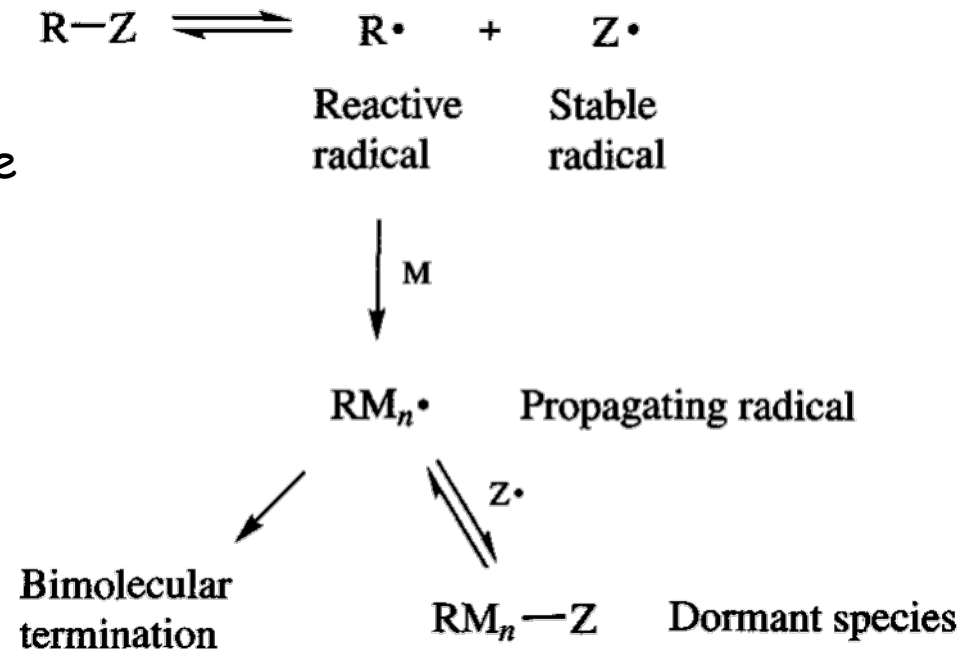 R—Z ⇌ R• + Z•
Reactive Stable
radical radical
e
M
RMₙ• Propagating radical
Z•
Bimolecular
termination
RMₙ—Z Dormant species